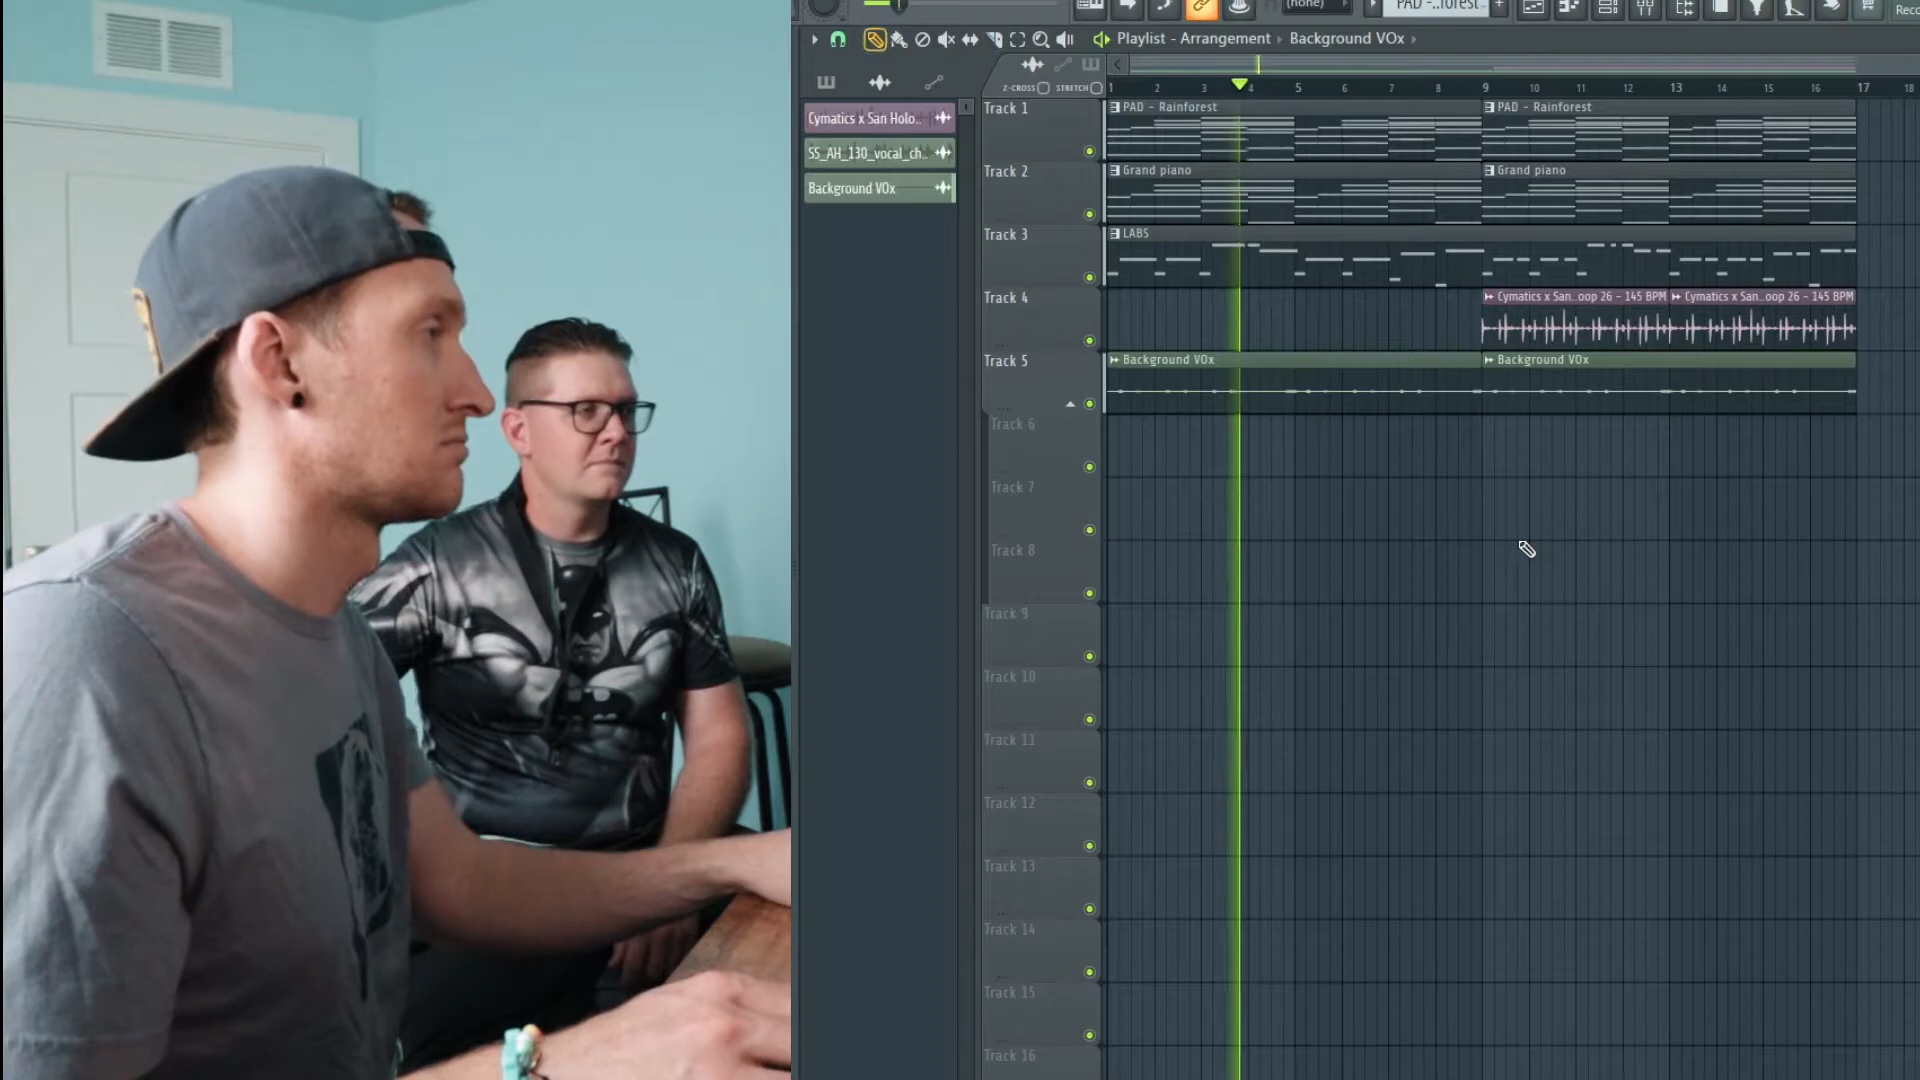 (none)
PAD -..forest
Reco
Playlist - Arrangement › Background VOx ›
Z-CROSS
STRETCH
1 2 3 4 5 6 7 8 9 10 11 12 13 14 15 16 17 18
Cymatics x San Holo..
SS_AH_130_vocal_ch..
Background VOx
Track 1
PAD - Rainforest
PAD - Rainforest
Track 2
Grand piano
Grand piano
Track 3
LABS
Track 4
Cymatics x San..oop 26 - 145 BPM
Cymatics x San..oop 26 - 145 BPM
Track 5
Background VOx
Background VOx
Track 6
Track 7
Track 8
Track 9
Track 10
Track 11
Track 12
Track 13
Track 14
Track 15
Track 16